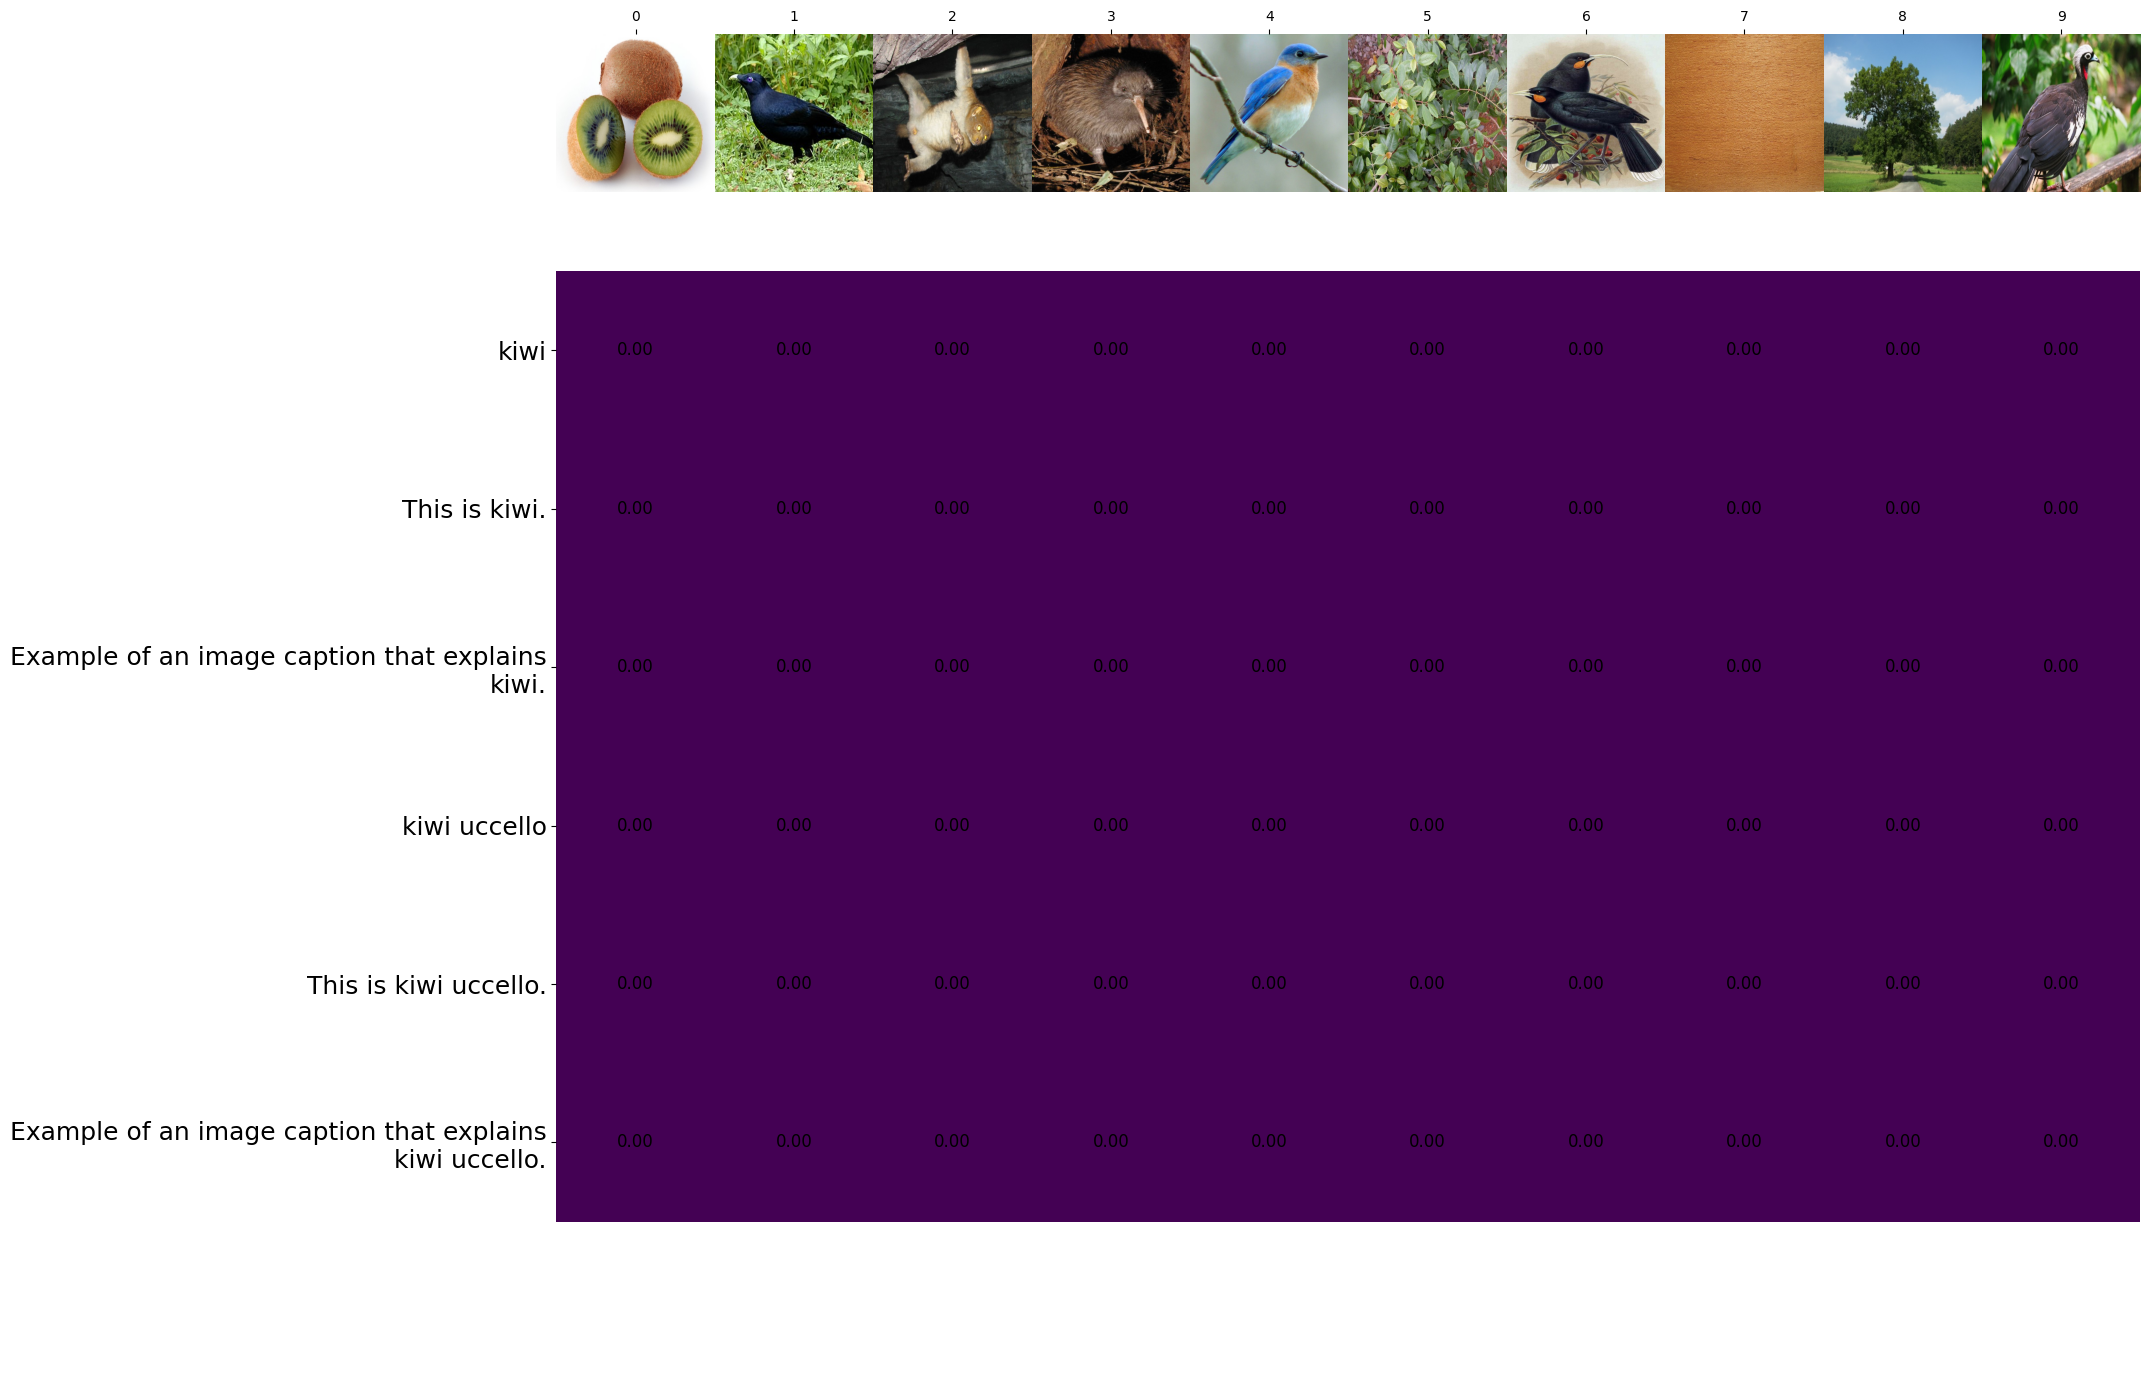 0 1 2 3 4 5 6 7 8 9
kiwi 0.00 0.00 0.00 0.00 0.00 0.00 0.00 0.00 0.00 0.00
This is kiwi. 0.00 0.00 0.00 0.00 0.00 0.00 0.00 0.00 0.00 0.00
Example of an image caption that explains
kiwi. 0.00 0.00 0.00 0.00 0.00 0.00 0.00 0.00 0.00 0.00
kiwi uccello 0.00 0.00 0.00 0.00 0.00 0.00 0.00 0.00 0.00 0.00
This is kiwi uccello. 0.00 0.00 0.00 0.00 0.00 0.00 0.00 0.00 0.00 0.00
Example of an image caption that explains
kiwi uccello. 0.00 0.00 0.00 0.00 0.00 0.00 0.00 0.00 0.00 0.00